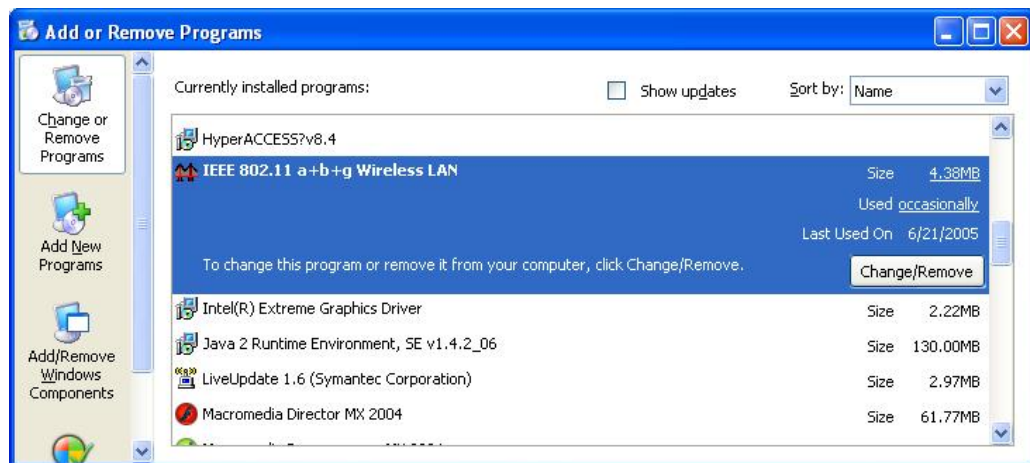 Add or Remove Programs
Change or
Remove
Programs
Add New
Programs
Add/Remove
Windows
Components
Currently installed programs:
Show updates
Sort by: Name
HyperACCESS?v8.4
IEEE 802.11 a+b+g Wireless LAN
Size 4.38MB
Used occasionally
Last Used On 6/21/2005
To change this program or remove it from your computer, click Change/Remove.
Change/Remove
Intel(R) Extreme Graphics Driver Size 2.22MB
Java 2 Runtime Environment, SE v1.4.2_06 Size 130.00MB
LiveUpdate 1.6 (Symantec Corporation) Size 2.97MB
Macromedia Director MX 2004 Size 61.77MB